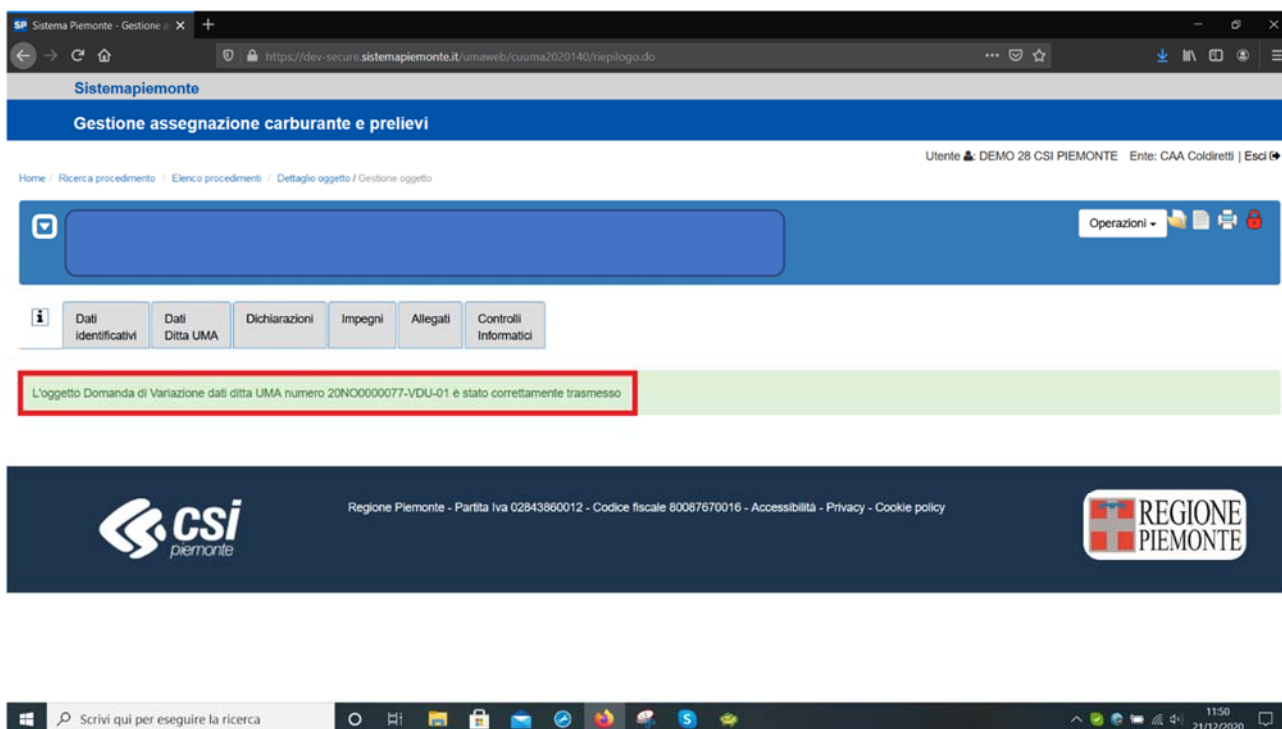 SP Sistema Piemonte - Gestione a
https://dev-secure.sistemapiemonte.it/umaweb/cuuma2020140/riepilogo.do
Sistemapiemonte
Gestione assegnazione carburante e prelievi
Utente : DEMO 28 CSI PIEMONTE Ente: CAA Coldiretti | Esci
Home / Ricerca procedimento / Elenco procedimenti / Dettaglio oggetto / Gestione oggetto
Operazioni
i
Dati identificativi
Dati Ditta UMA
Dichiarazioni
Impegni
Allegati
Controlli Informatici
L'oggetto Domanda di Variazione dati ditta UMA numero 20NO0000077-VDU-01 è stato correttamente trasmesso
csi piemonte
Regione Piemonte - Partita Iva 02843860012 - Codice fiscale 80087670016 - Accessibilità - Privacy - Cookie policy
REGIONE
PIEMONTE
Scrivi qui per eseguire la ricerca
11:50
21/12/2020